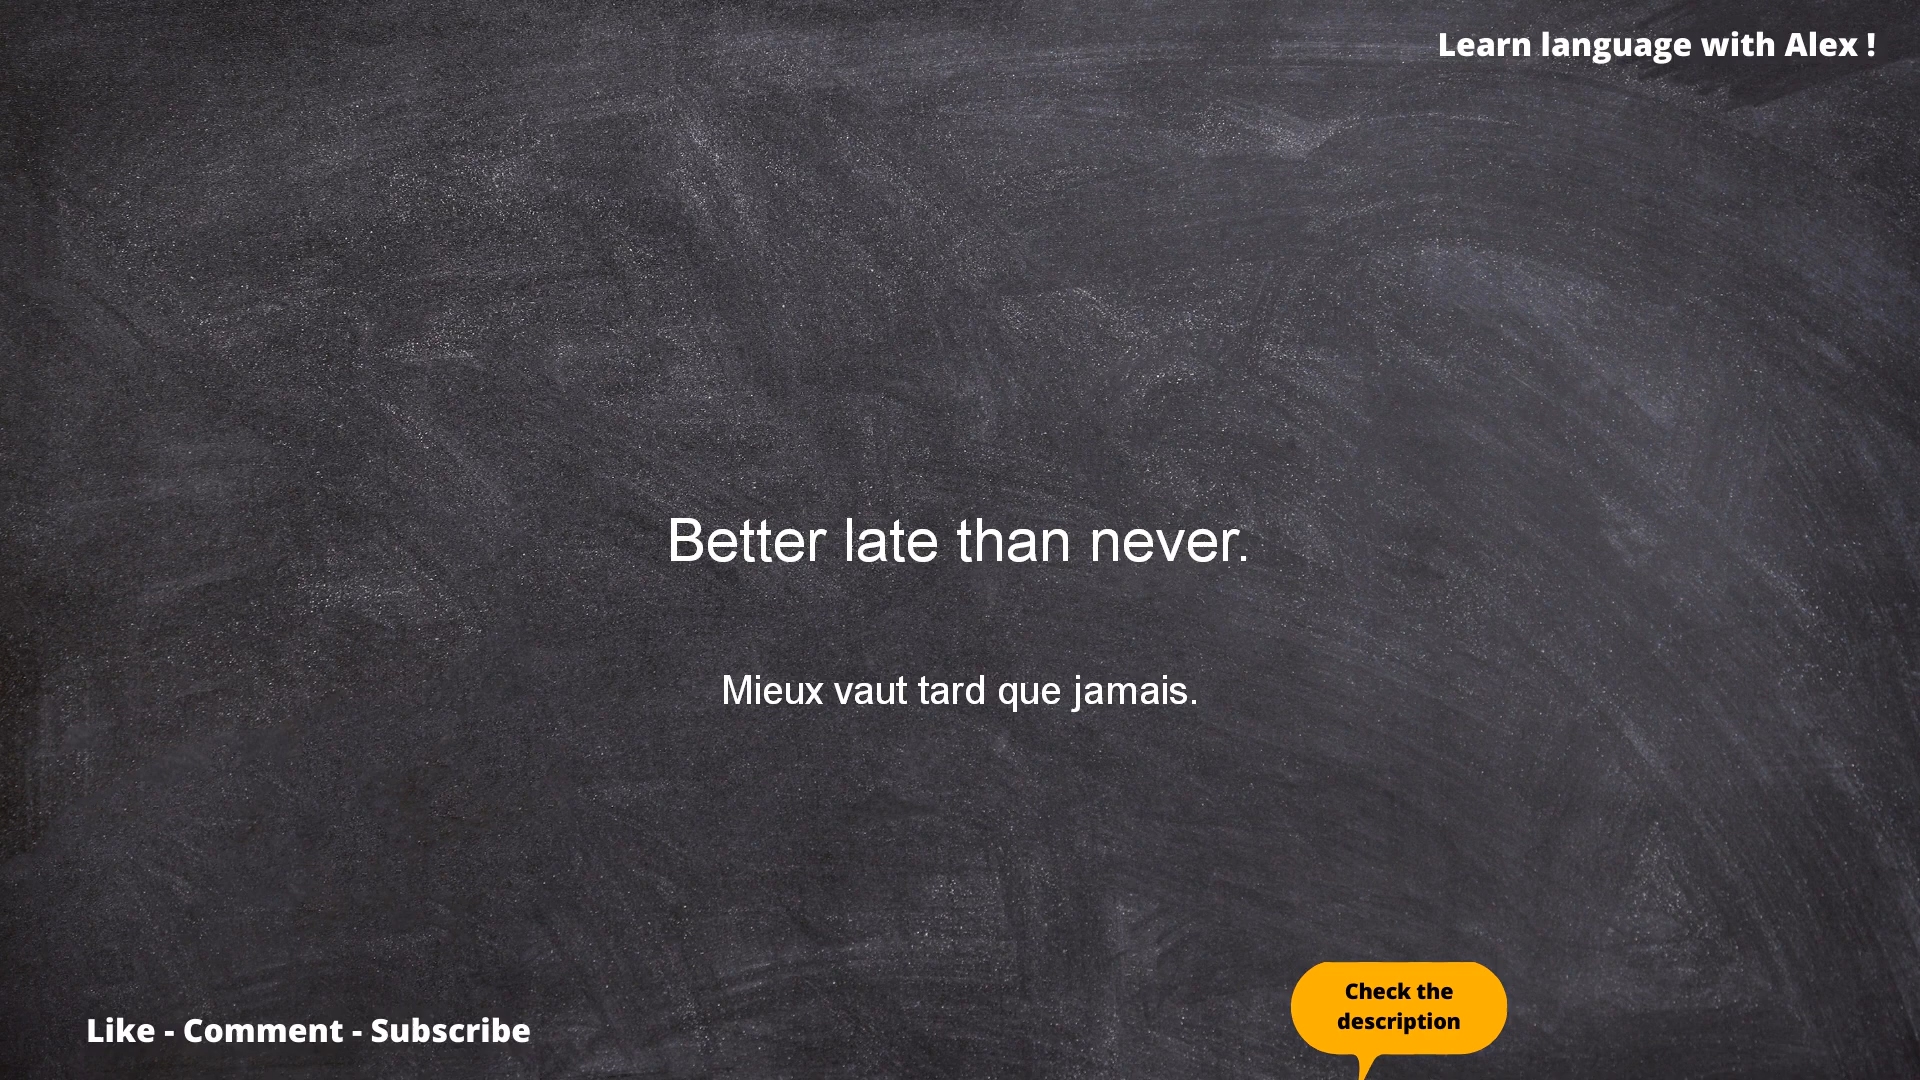 Learn language with Alex !
Better late than never.
Mieux vaut tard que jamais.
Like - Comment - Subscribe
Check the
description